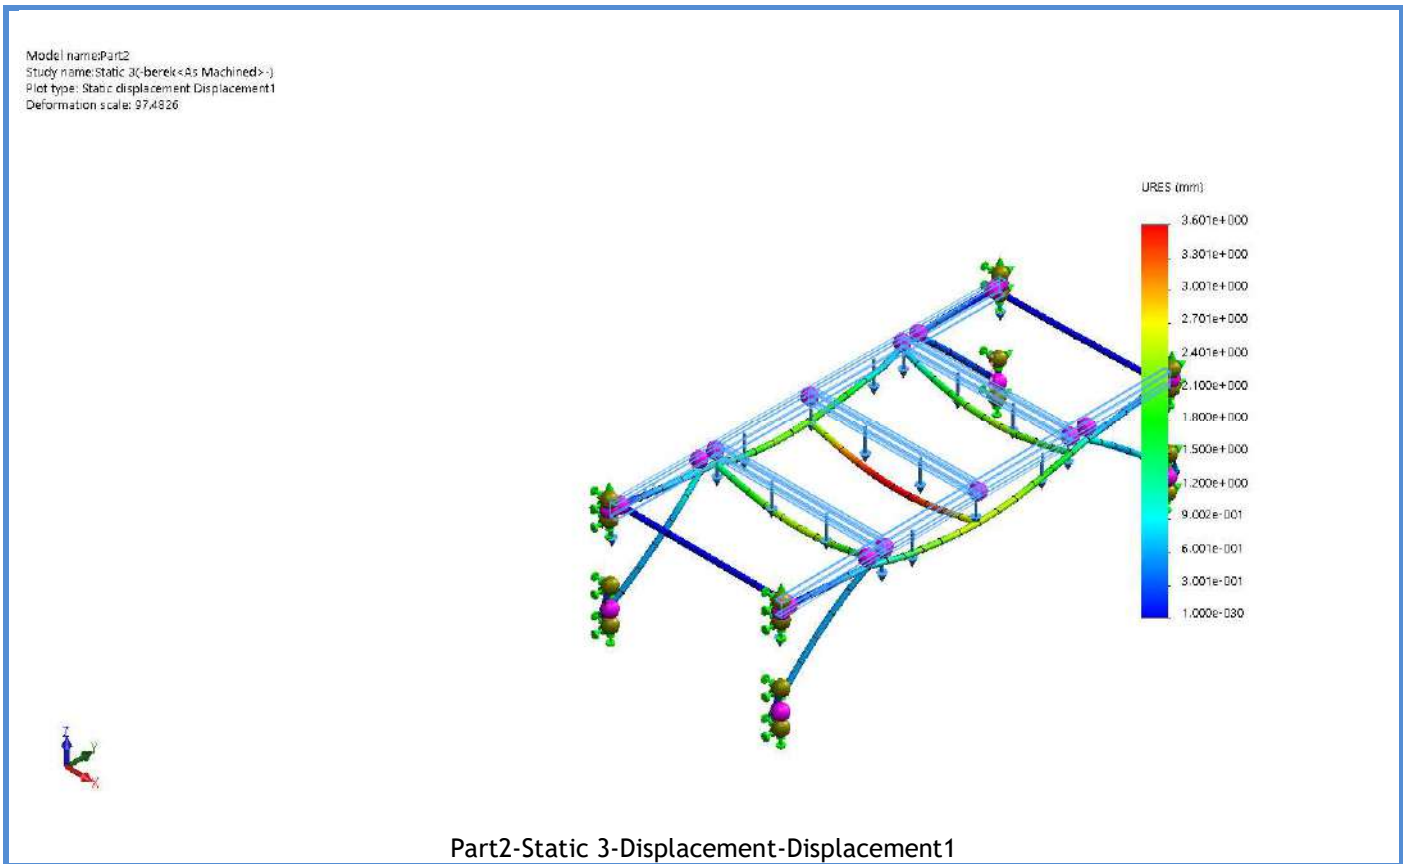 Model name:Part2
Study name:Static 3(-berek<As Machined>-)
Plot type: Static displacement Displacement1
Deformation scale: 97.4826
URES (mm)
3.601e+000
3.301e+000
3.001e+000
2.701e+000
2.401e+000
2.100e+000
1.800e+000
1.500e+000
1.200e+000
9.002e-001
6.001e-001
3.001e-001
1.000e-030
Z
Y
X
Part2-Static 3-Displacement-Displacement1